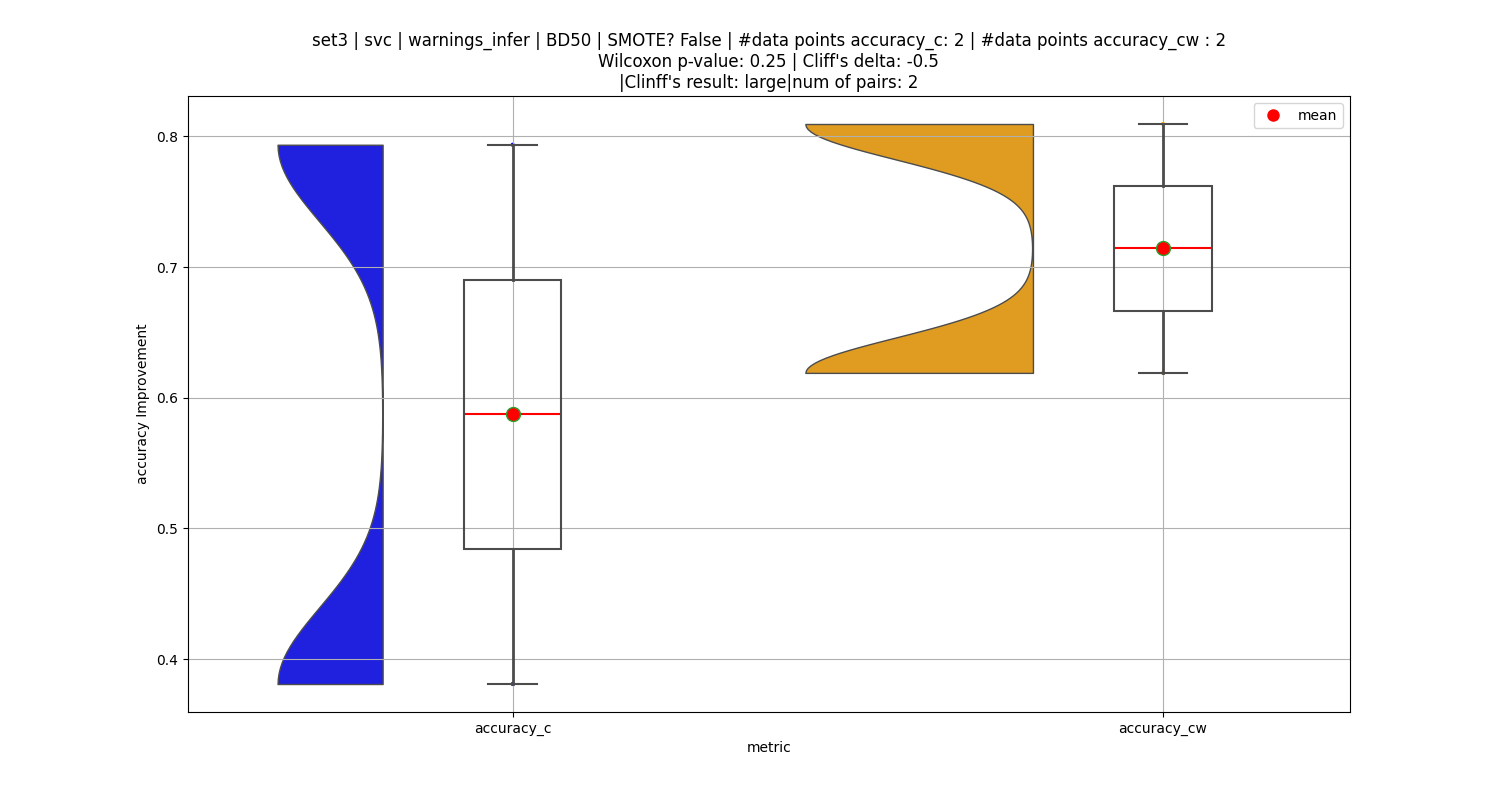 set3 | svc | warnings_infer | BD50 | SMOTE? False | #data points accuracy_c: 2 | #data points accuracy_cw : 2
Wilcoxon p-value: 0.25 | Cliff's delta: -0.5
|Clinff's result: large|num of pairs: 2
mean
0.8
0.7
0.6
0.5
0.4
accuracy Improvement
accuracy_c
accuracy_cw
metric